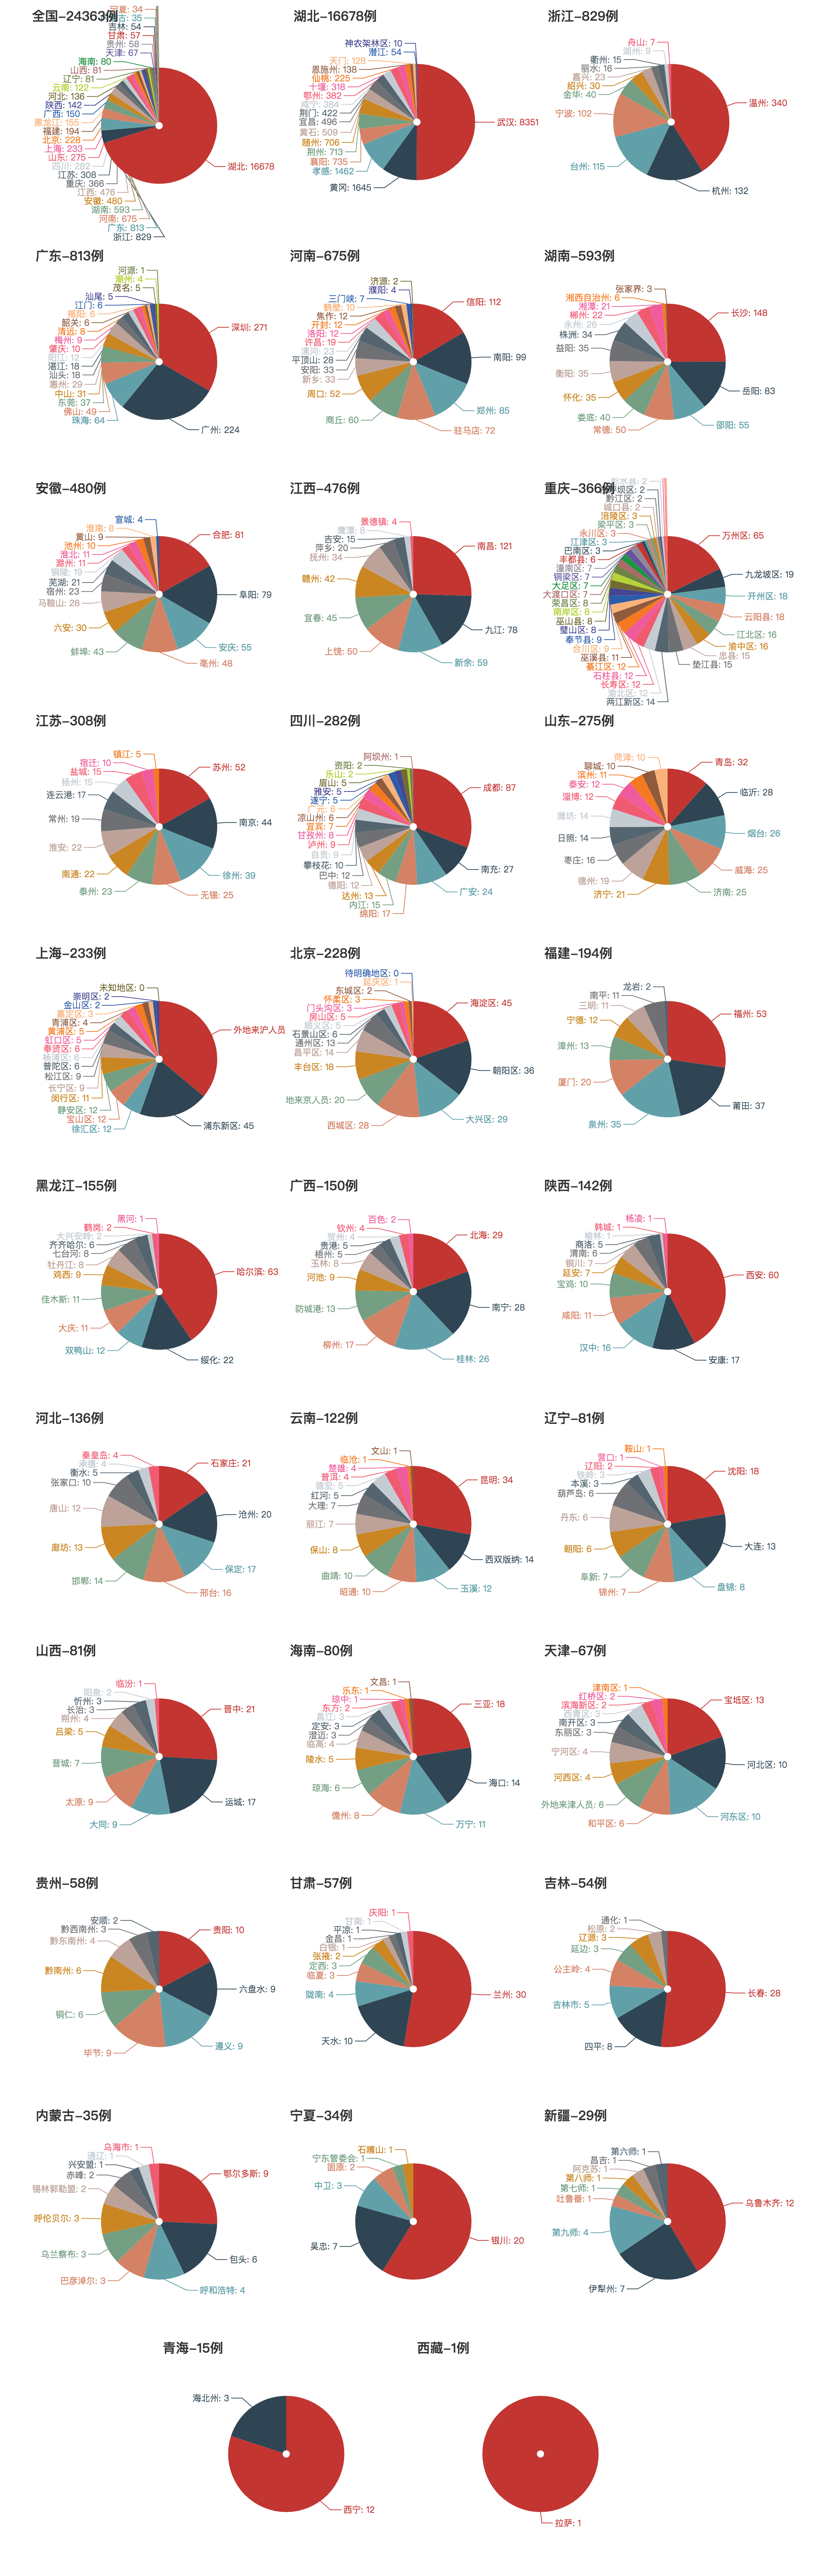 全国-24363例
宁夏: 34
吉林: 54
甘肃: 57
贵州: 58
天津: 67
海南: 80
山西: 81
辽宁: 81
云南: 122
河北: 136
陕西: 142
广西: 150
黑龙江: 155
福建: 194
北京: 228
上海: 233
山东: 275
四川: 282
江苏: 308
重庆: 366
江西: 476
安徽: 480
湖南: 593
河南: 675
广东: 813
浙江: 829
湖北: 16678
湖北-16678例
神农架林区: 10
潜江: 54
天门: 128
恩施州: 138
仙桃: 225
十堰: 318
鄂州: 382
咸宁: 384
荆门: 422
宜昌: 496
黄石: 509
随州: 706
荆州: 713
襄阳: 735
孝感: 1462
黄冈: 1645
武汉: 8351
浙江-829例
舟山: 7
湖州: 9
衢州: 15
丽水: 16
嘉兴: 23
绍兴: 30
金华: 40
宁波: 102
台州: 115
杭州: 132
温州: 340
广东-813例
河源: 1
潮州: 4
茂名: 5
汕尾: 5
江门: 6
揭阳: 6
韶关: 6
清远: 8
梅州: 9
肇庆: 10
阳江: 12
湛江: 18
汕头: 18
惠州: 29
中山: 31
东莞: 37
佛山: 49
珠海: 64
广州: 224
深圳: 271
河南-675例
济源: 2
濮阳: 4
三门峡: 7
鹤壁: 10
焦作: 12
开封: 12
洛阳: 12
许昌: 19
漯河: 23
平顶山: 28
安阳: 33
新乡: 33
周口: 52
商丘: 60
驻马店: 72
郑州: 85
南阳: 99
信阳: 112
湖南-593例
张家界: 3
湘西自治州: 6
湘潭: 21
郴州: 22
永州: 26
株洲: 34
益阳: 35
衡阳: 35
怀化: 35
娄底: 40
常德: 50
邵阳: 55
岳阳: 83
长沙: 148
安徽-480例
宣城: 4
淮南: 8
黄山: 9
池州: 10
淮北: 11
滁州: 11
铜陵: 19
芜湖: 21
宿州: 23
马鞍山: 28
六安: 30
蚌埠: 43
亳州: 48
安庆: 55
阜阳: 79
合肥: 81
江西-476例
景德镇: 4
鹰潭: 8
吉安: 15
萍乡: 20
抚州: 34
赣州: 42
宜春: 45
上饶: 50
新余: 59
九江: 78
南昌: 121
重庆-366例
黔江区: 2
城口县: 2
涪陵区: 3
梁平区: 3
永川区: 3
江津区: 3
巴南区: 3
丰都县: 6
潼南区: 7
铜梁区: 7
大足区: 7
大渡口区: 7
荣昌区: 8
南岸区: 8
巫山县: 8
璧山区: 8
奉节县: 9
合川区: 9
巫溪县: 11
綦江区: 12
石柱县: 12
长寿区: 12
渝北区: 12
两江新区: 14
垫江县: 15
忠县: 15
渝中区: 16
江北区: 16
云阳县: 18
开州区: 18
九龙坡区: 19
万州区: 65
江苏-308例
镇江: 5
宿迁: 10
盐城: 15
扬州: 15
连云港: 17
常州: 19
淮安: 22
南通: 22
泰州: 23
无锡: 25
徐州: 39
南京: 44
苏州: 52
四川-282例
阿坝州: 1
资阳: 2
乐山: 2
眉山: 5
雅安: 5
遂宁: 5
广元: 6
凉山州: 6
宜宾: 7
甘孜州: 8
泸州: 9
自贡: 9
攀枝花: 10
巴中: 12
德阳: 12
达州: 13
内江: 15
绵阳: 17
广安: 24
南充: 27
成都: 87
山东-275例
菏泽: 10
聊城: 10
滨州: 11
泰安: 12
淄博: 12
潍坊: 14
日照: 14
枣庄: 16
德州: 19
济宁: 21
济南: 25
威海: 25
烟台: 26
临沂: 28
青岛: 32
上海-233例
未知地区: 0
崇明区: 2
金山区: 2
嘉定区: 3
青浦区: 4
黄浦区: 5
虹口区: 5
奉贤区: 6
杨浦区: 6
普陀区: 6
松江区: 9
长宁区: 9
闵行区: 11
静安区: 12
宝山区: 12
徐汇区: 12
浦东新区: 45
外地来沪人员
北京-228例
待明确地区: 0
延庆区: 1
东城区: 2
怀柔区: 3
门头沟区: 3
房山区: 5
顺义区: 5
石景山区: 6
通州区: 13
昌平区: 14
丰台区: 18
地来京人员: 20
西城区: 28
大兴区: 29
朝阳区: 36
海淀区: 45
福建-194例
龙岩: 2
南平: 11
三明: 11
宁德: 12
漳州: 13
厦门: 20
泉州: 35
莆田: 37
福州: 53
黑龙江-155例
黑河: 1
鹤岗: 2
大兴安岭: 2
齐齐哈尔: 6
七台河: 8
牡丹江: 8
鸡西: 9
佳木斯: 11
大庆: 11
双鸭山: 12
绥化: 22
哈尔滨: 63
广西-150例
百色: 2
钦州: 4
贺州: 4
贵港: 5
梧州: 5
玉林: 8
河池: 9
防城港: 13
柳州: 17
桂林: 26
南宁: 28
北海: 29
陕西-142例
杨凌: 1
韩城: 1
榆林: 1
商洛: 5
渭南: 6
铜川: 7
延安: 7
宝鸡: 10
咸阳: 11
汉中: 16
安康: 17
西安: 60
河北-136例
秦皇岛: 4
承德: 4
衡水: 5
张家口: 10
唐山: 12
廊坊: 13
邯郸: 14
邢台: 16
保定: 17
沧州: 20
石家庄: 21
云南-122例
文山: 1
临沧: 1
楚雄: 4
普洱: 4
德宏: 5
红河: 5
大理: 7
丽江: 7
保山: 8
曲靖: 10
昭通: 10
玉溪: 12
西双版纳: 14
昆明: 34
辽宁-81例
鞍山: 1
营口: 1
辽阳: 2
铁岭: 3
本溪: 3
葫芦岛: 6
丹东: 6
朝阳: 6
阜新: 7
锦州: 7
盘锦: 8
大连: 13
沈阳: 18
山西-81例
临汾: 1
阳泉: 2
忻州: 3
长治: 3
朔州: 4
吕梁: 5
晋城: 7
太原: 9
大同: 9
运城: 17
晋中: 21
海南-80例
文昌: 1
乐东: 1
琼中: 1
东方: 2
昌江: 3
定安: 3
澄迈: 3
临高: 4
陵水: 5
琼海: 6
儋州: 8
万宁: 11
海口: 14
三亚: 18
天津-67例
津南区: 1
红桥区: 2
滨海新区: 2
西青区: 3
南开区: 3
东丽区: 3
宁河区: 4
河西区: 4
外地来津人员: 6
和平区: 6
河东区: 10
河北区: 10
宝坻区: 13
贵州-58例
安顺: 2
黔西南州: 3
黔东南州: 4
黔南州: 6
铜仁: 6
毕节: 9
遵义: 9
六盘水: 9
贵阳: 10
甘肃-57例
庆阳: 1
甘南: 1
平凉: 1
金昌: 1
白银: 1
张掖: 2
定西: 3
临夏: 3
陇南: 4
天水: 10
兰州: 30
吉林-54例
通化: 1
松原: 2
辽源: 3
延边: 3
公主岭: 4
吉林市: 5
四平: 8
长春: 28
内蒙古-35例
乌海市: 1
通辽: 1
兴安盟: 1
赤峰: 2
锡林郭勒盟: 2
呼伦贝尔: 3
乌兰察布: 3
巴彦淖尔: 3
呼和浩特: 4
包头: 6
鄂尔多斯: 9
宁夏-34例
石嘴山: 1
宁东管委会: 1
固原: 2
中卫: 3
吴忠: 7
银川: 20
新疆-29例
第六师: 1
昌吉: 1
阿克苏: 1
第八师: 1
第七师: 1
吐鲁番: 1
第九师: 4
伊犁州: 7
乌鲁木齐: 12
青海-15例
海北州: 3
西宁: 12
西藏-1例
拉萨: 1